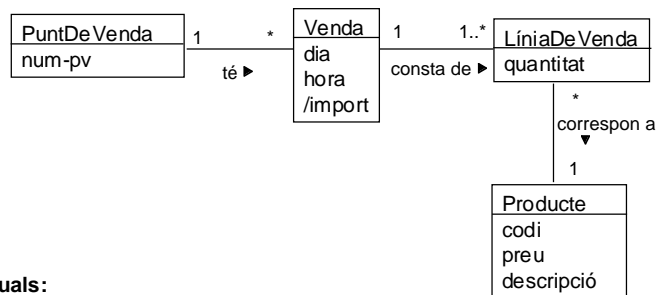 PuntDeVenda
num-pv
1
*
té ▶
Venda
dia
hora
/import
1
1..*
consta de ▶
LíniaDeVenda
quantitat
*
correspon a
▼
1
Producte
codi
preu
descripció
uals: